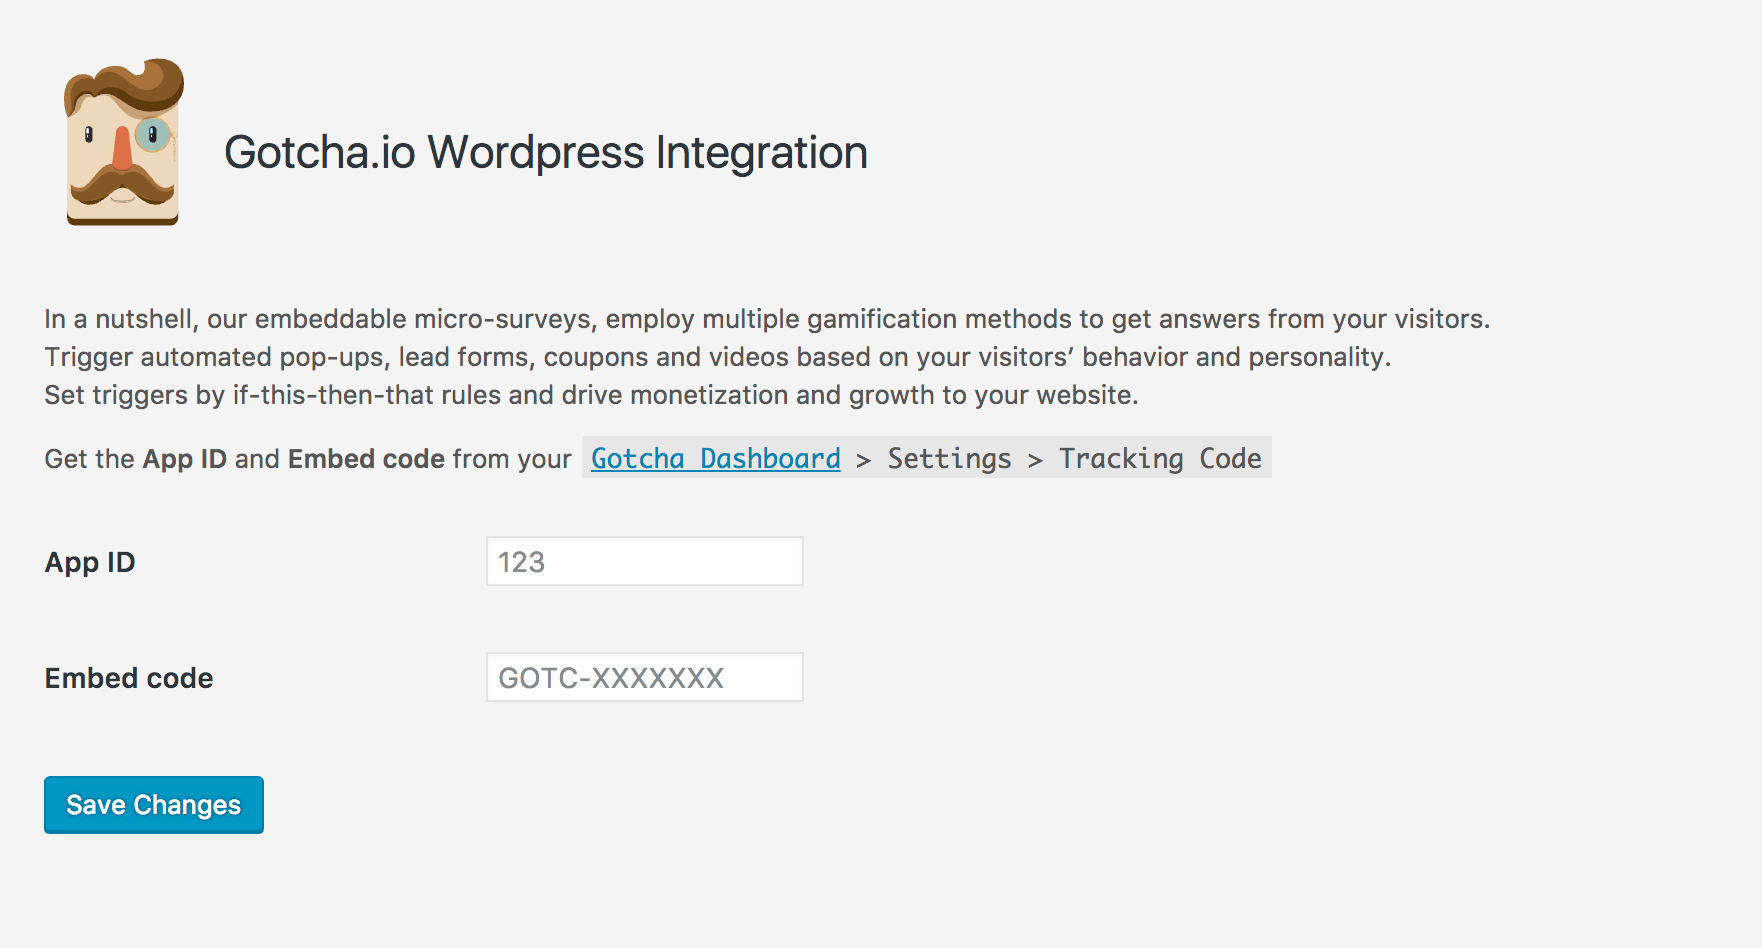 Gotcha.io Wordpress Integration
In a nutshell, our embeddable micro-surveys, employ multiple gamification methods to get answers from your visitors.
Trigger automated pop-ups, lead forms, coupons and videos based on your visitors’ behavior and personality.
Set triggers by if-this-then-that rules and drive monetization and growth to your website.
Get the App ID and Embed code from your Gotcha Dashboard > Settings > Tracking Code
App ID 123
Embed code GOTC-XXXXXXX
Save Changes